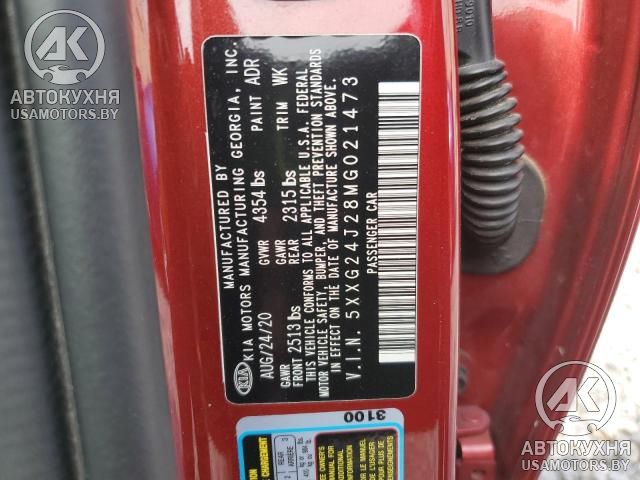 АВТОКУХНЯ
USAMOTORS.BY
MANUFACTURED BY
KIA KIA MOTORS MANUFACTURING GEORGIA, INC.
AUG/24/20 GVWR 4354 lbs PAINT ADR
GAWR FRONT 2513 lbs GAWR REAR 2315 lbs TRIM WK
THIS VEHICLE CONFORMS TO ALL APPLICABLE U.S.A. FEDERAL
MOTOR VEHICLE SAFETY, BUMPER, AND THEFT PREVENTION STANDARDS
IN EFFECT ON THE DATE OF MANUFACTURE SHOWN ABOVE.
V.I.N. 5XXG24J28MG021473
PASSENGER CAR
3100
REAR
ARRIÈRE
АВТОКУХНЯ
USAMOTORS.BY